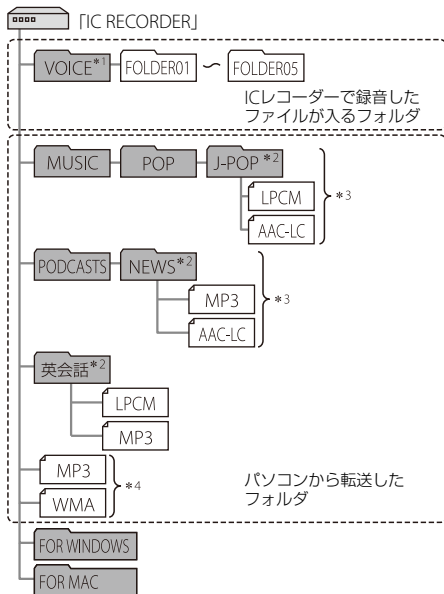 「IC RECORDER」
VOICE*1 FOLDER01 〜 FOLDER05
ICレコーダーで録音した
ファイルが入るフォルダ
MUSIC POP J-POP*2
LPCM
*3
AAC-LC
PODCASTS NEWS*2
MP3
*3
AAC-LC
英会話*2
LPCM
MP3
MP3
*4
WMA
パソコンから転送した
フォルダ
FOR WINDOWS
FOR MAC